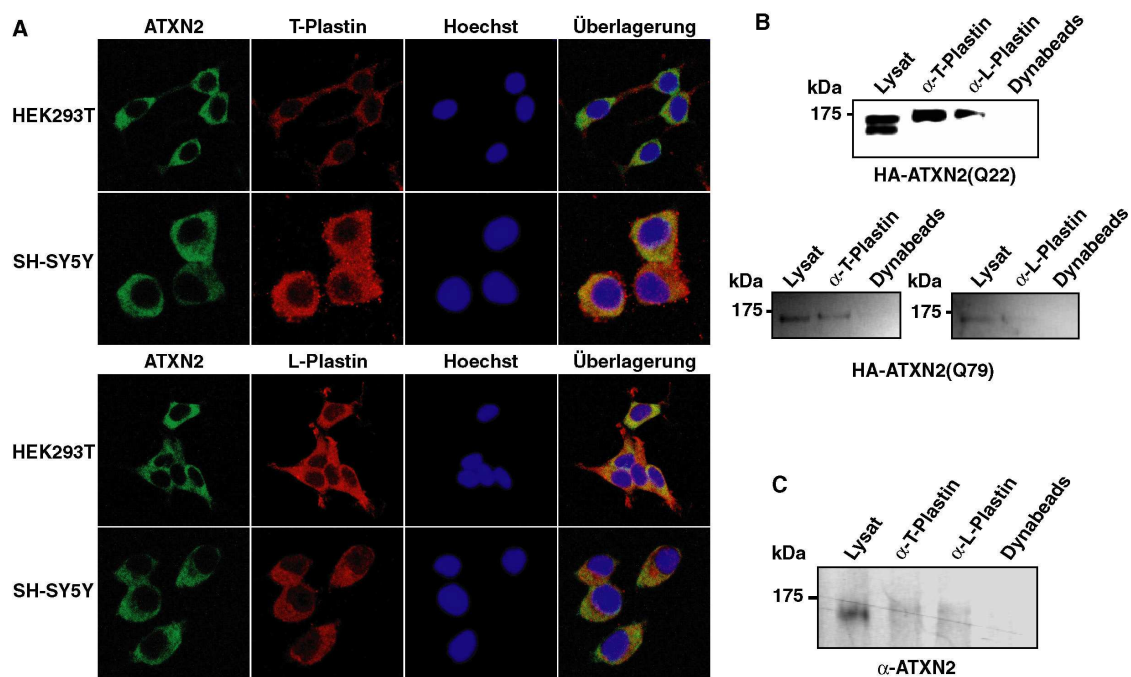 A
ATXN2 T-Plastin Hoechst Überlagerung
HEK293T
SH-SY5Y
ATXN2 L-Plastin Hoechst Überlagerung
HEK293T
SH-SY5Y
B
Lysat α-T-Plastin α-L-Plastin Dynabeads
kDa
175
HA-ATXN2(Q22)
Lysat α-T-Plastin Dynabeads
kDa
175
Lysat α-L-Plastin Dynabeads
kDa
175
HA-ATXN2(Q79)
C
Lysat α-T-Plastin α-L-Plastin Dynabeads
kDa
175
α-ATXN2